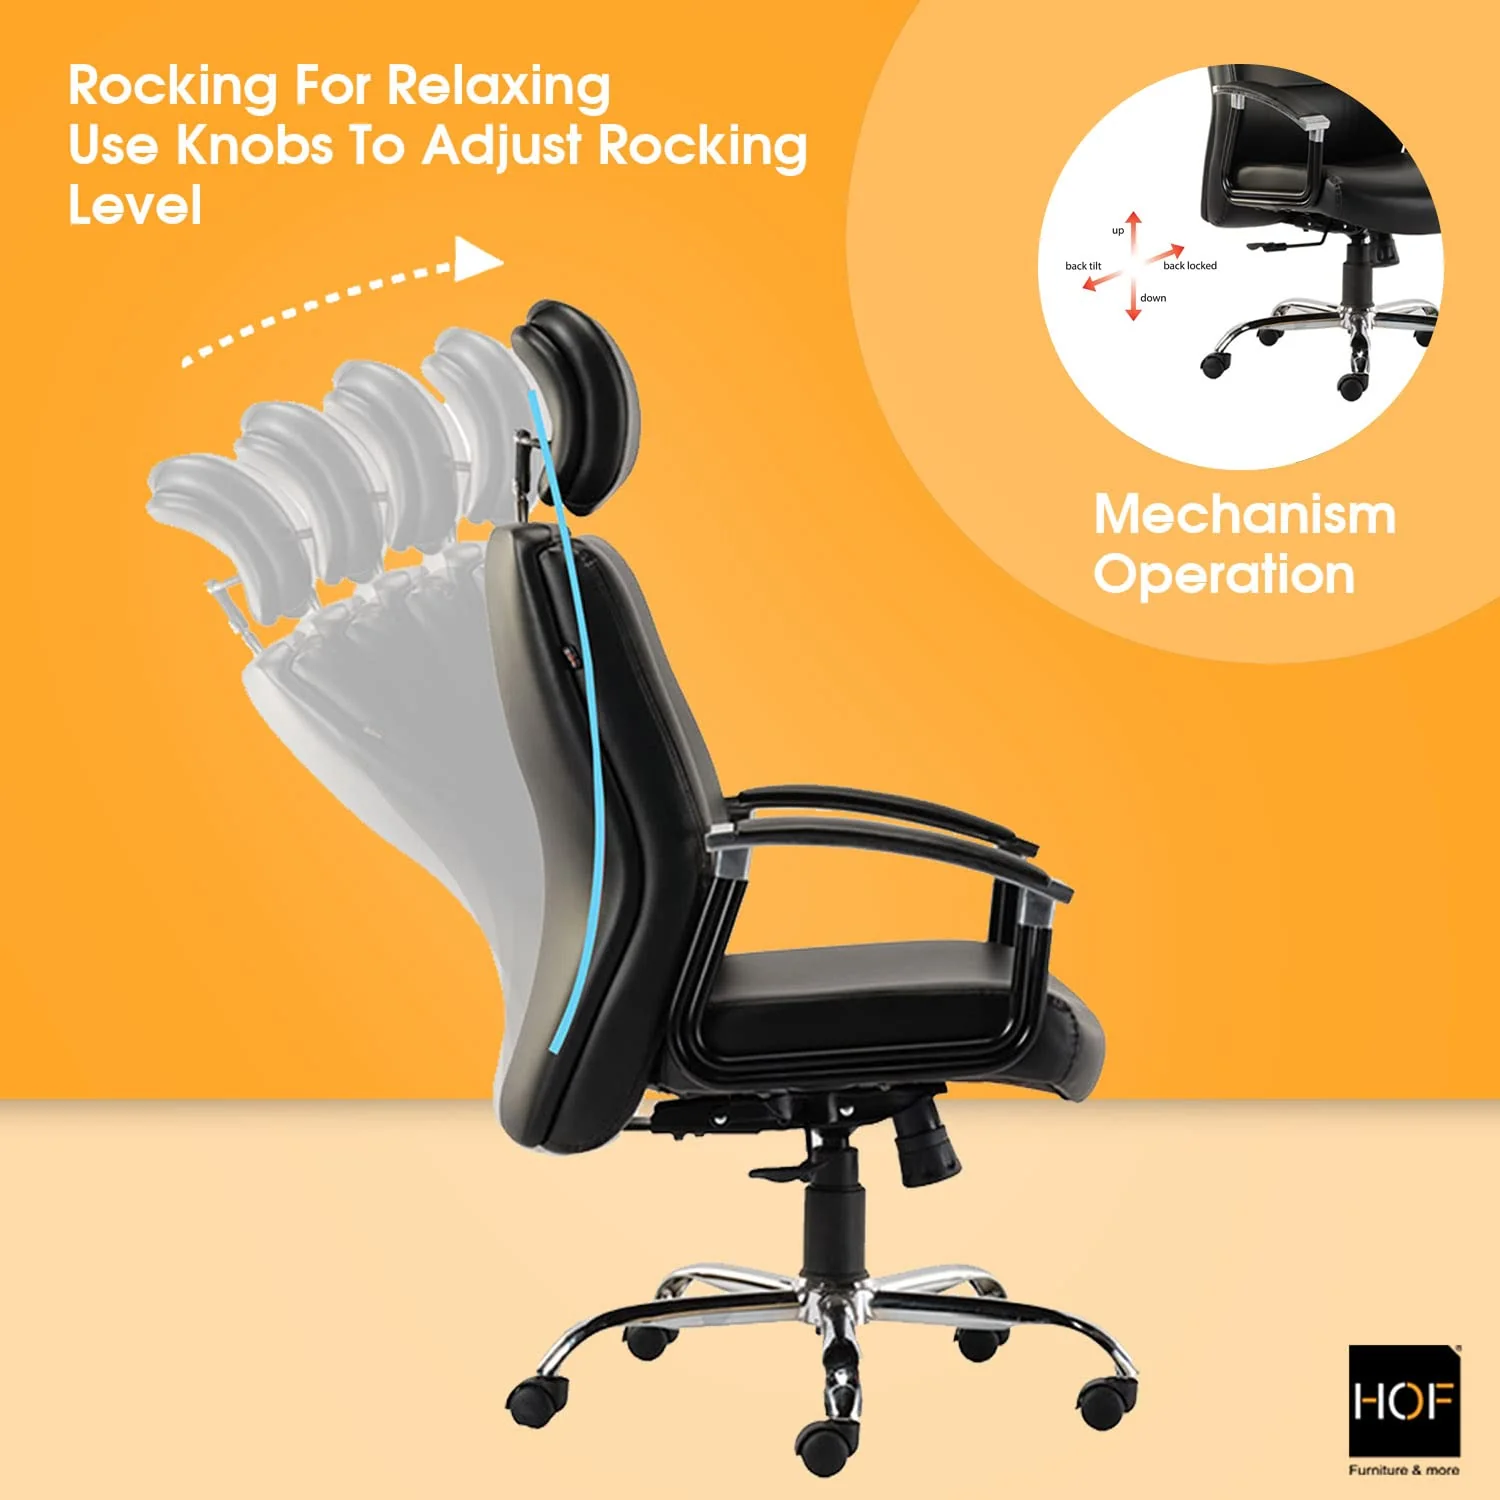 Rocking For Relaxing
Use Knobs To Adjust Rocking
Level
up
back tilt
back locked
down
Mechanism
Operation
HOF
Furniture & more